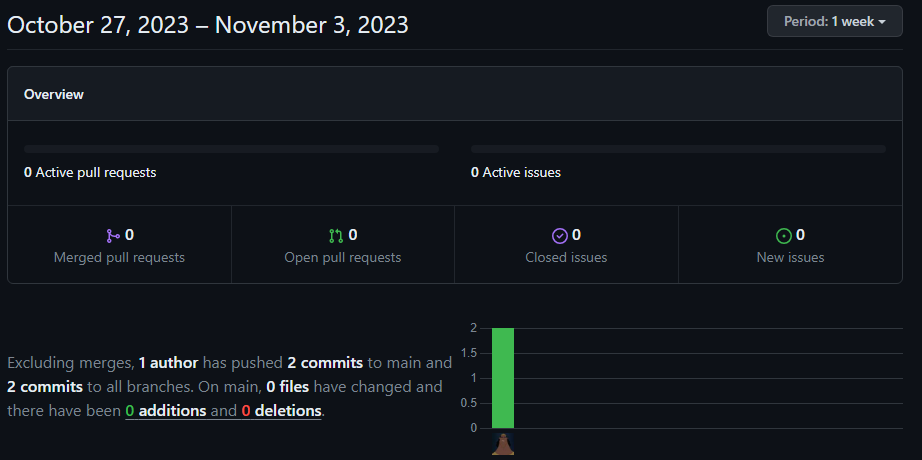 October 27, 2023 – November 3, 2023
Period: 1 week
Overview
0 Active pull requests
0 Active issues
0
Merged pull requests
0
Open pull requests
0
Closed issues
0
New issues
Excluding merges, 1 author has pushed 2 commits to main and
2 commits to all branches. On main, 0 files have changed and
there have been 0 additions and 0 deletions.
2
1.5
1
0.5
0